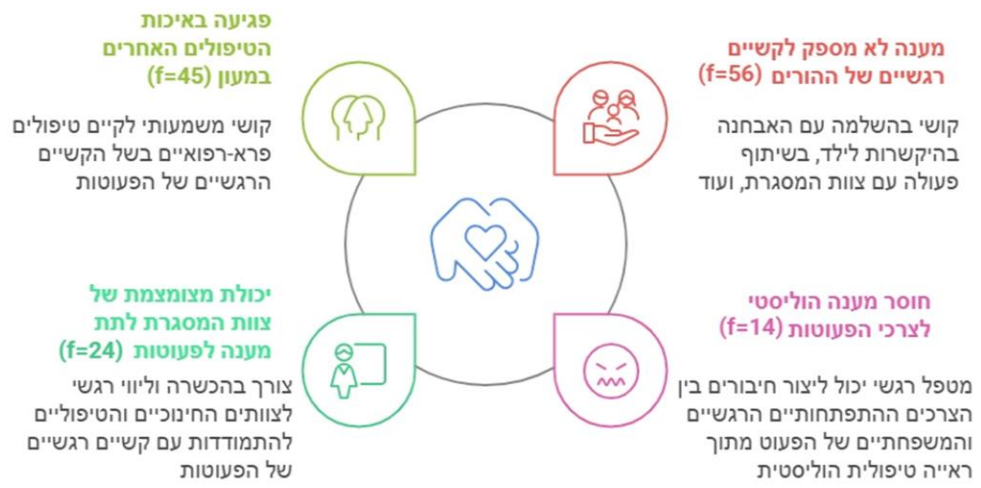 מענה לא מספק לקשיים
רגשיים של ההורים (f=56)
קושי בהשלמה עם האבחנה
בהיקשרות לילד, בשיתוף
פעולה עם צוות המסגרת, ועוד
פגיעה באיכות
הטיפולים האחרים
במעון (f=45)
קושי משמעותי לקיים טיפולים
פרא-רפואיים בשל הקשיים
הרגשיים של הפעוטות
חוסר מענה הוליסטי
לצרכי הפעוטות (f=14)
מטפל רגשי יכול ליצור חיבורים בין
הצרכים ההתפתחותיים הרגשיים
והמשפחתיים של הפעוט מתוך
ראייה טיפולית הוליסטית
יכולת מצומצמת של
צוות המסגרת לתת
מענה לפעוטות (f=24)
צורך בהכשרה וליווי רגשי
לצוותים החינוכיים והטיפוליים
להתמודדות עם קשיים רגשיים
של הפעוטות